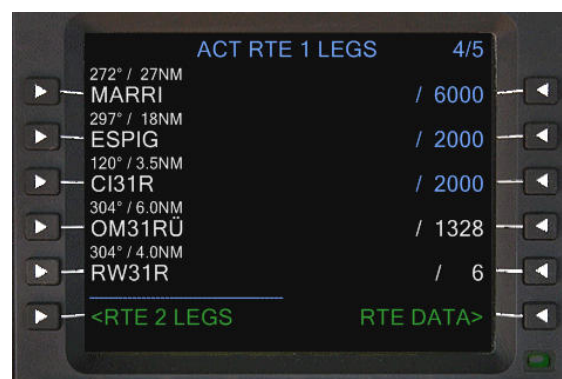 ACT RTE 1 LEGS 4/5
272° / 27NM
MARRI / 6000
297° / 18NM
ESPIG / 2000
120° / 3.5NM
CI31R / 2000
304° / 6.0NM
OM31RÜ / 1328
304° / 4.0NM
RW31R / 6
<RTE 2 LEGS RTE DATA>